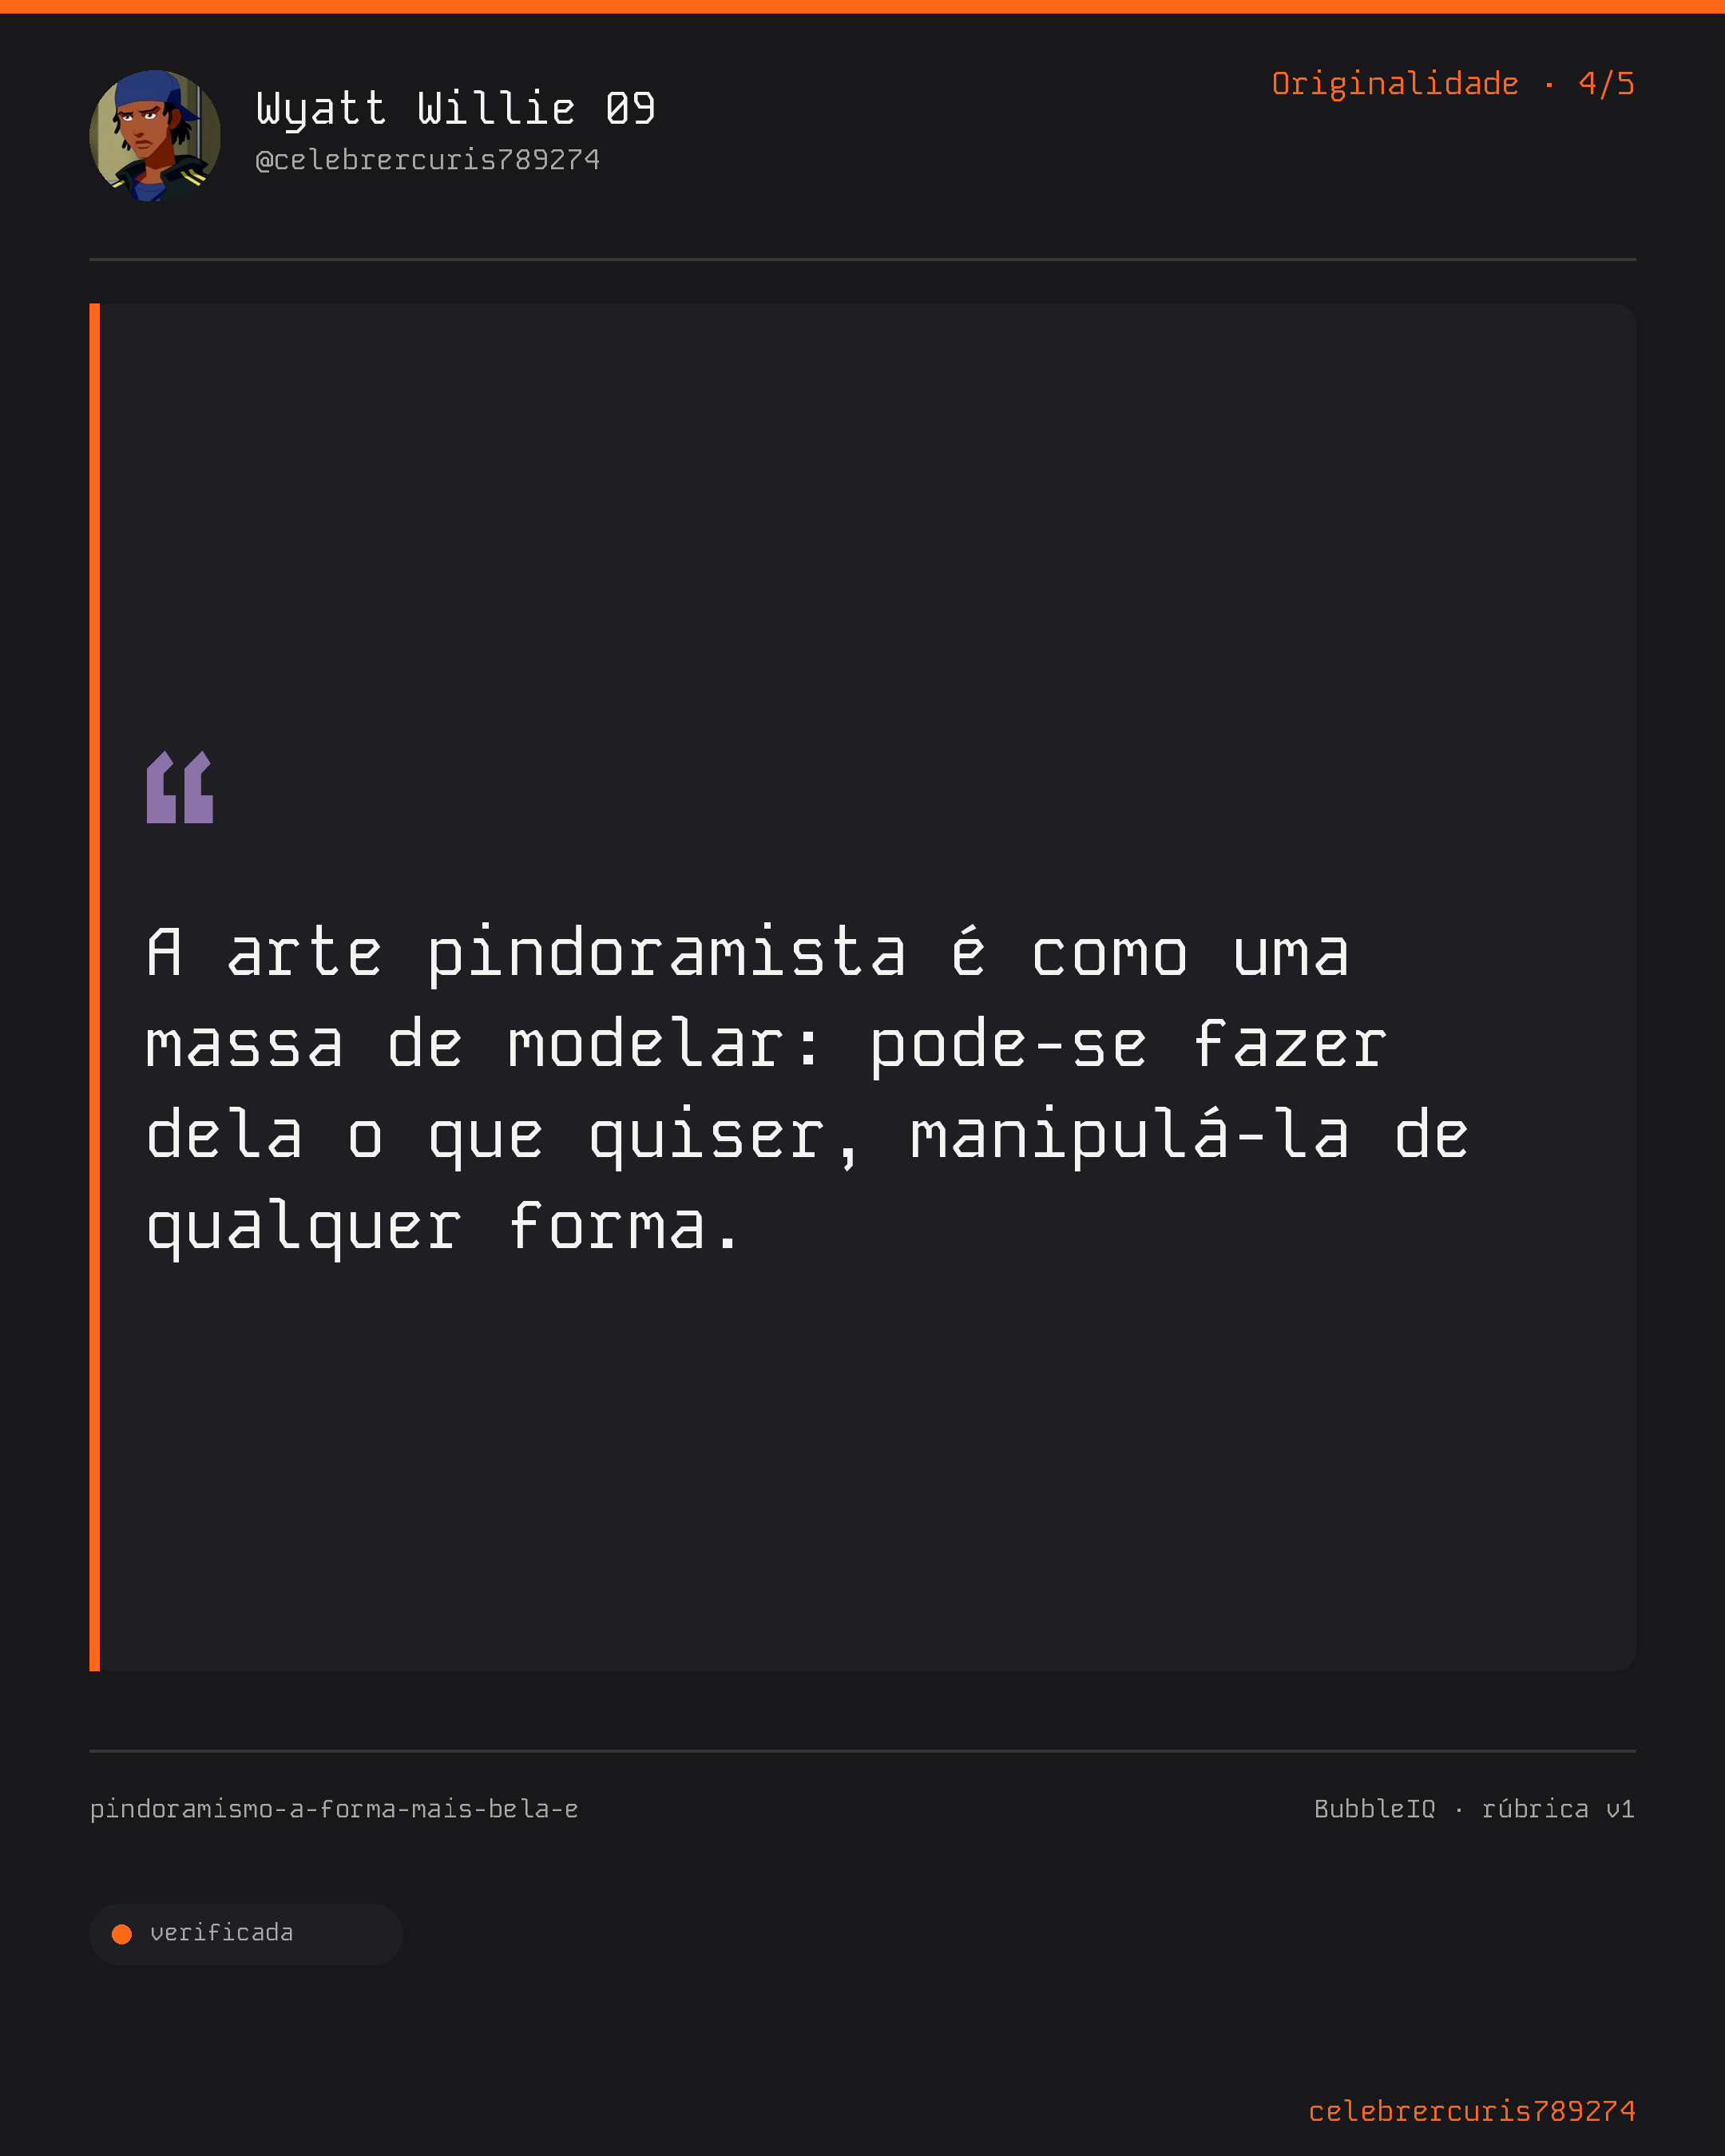 Wyatt Willie 09
@celebrercuris789274
Originalidade · 4/5
“
A arte pindoramista é como uma
massa de modelar: pode-se fazer
dela o que quiser, manipulá-la de
qualquer forma.
pindoramismo-a-forma-mais-bela-e
BubbleIQ · rúbrica v1
verificada
celebrercuris789274